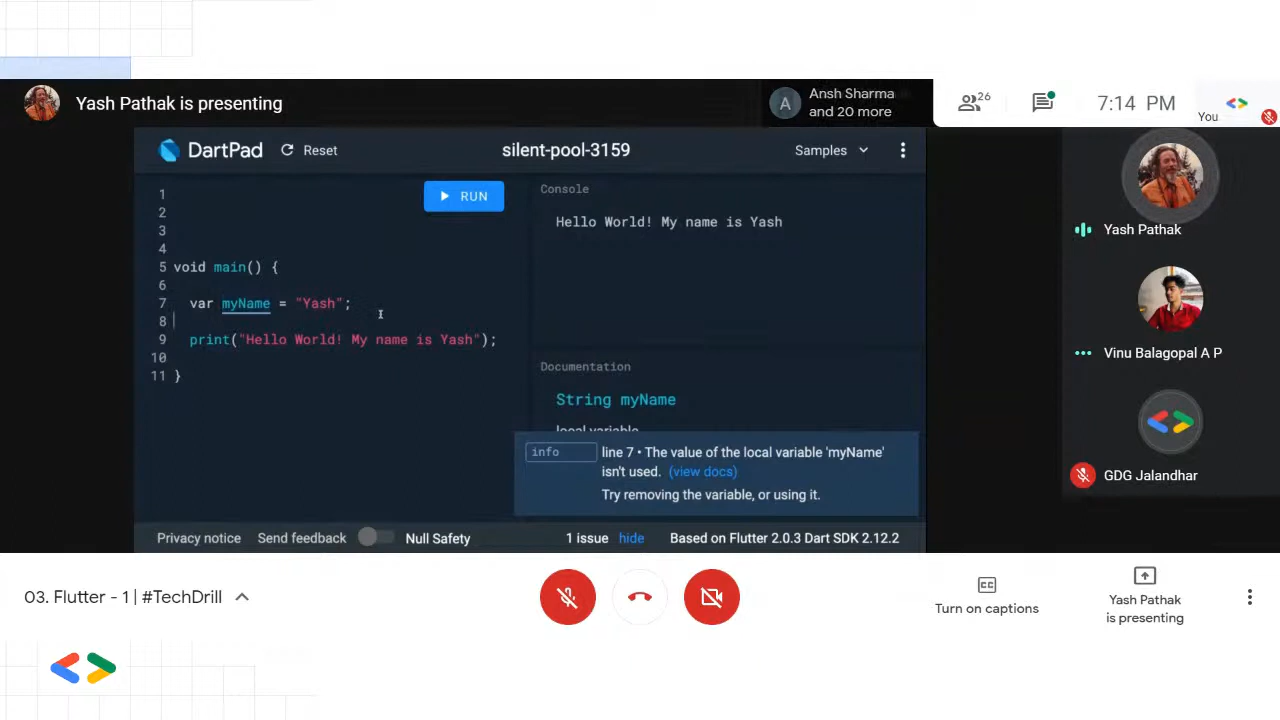 Yash Pathak is presenting
A
Ansh Sharma
and 20 more
26
7:14 PM
You
DartPad
Reset
silent-pool-3159
Samples
1
2
3
4
5 void main() {
6
7 var myName = "Yash";
8
9 print("Hello World! My name is Yash");
10
11 }
RUN
Console
Hello World! My name is Yash
Documentation
String myName
local variable
info
line 7 • The value of the local variable 'myName'
isn't used. (view docs)
Try removing the variable, or using it.
Privacy notice
Send feedback
Null Safety
1 issue
hide
Based on Flutter 2.0.3 Dart SDK 2.12.2
Yash Pathak
Vinu Balagopal A P
GDG Jalandhar
03. Flutter - 1 | #TechDrill
CC
Turn on captions
Yash Pathak
is presenting